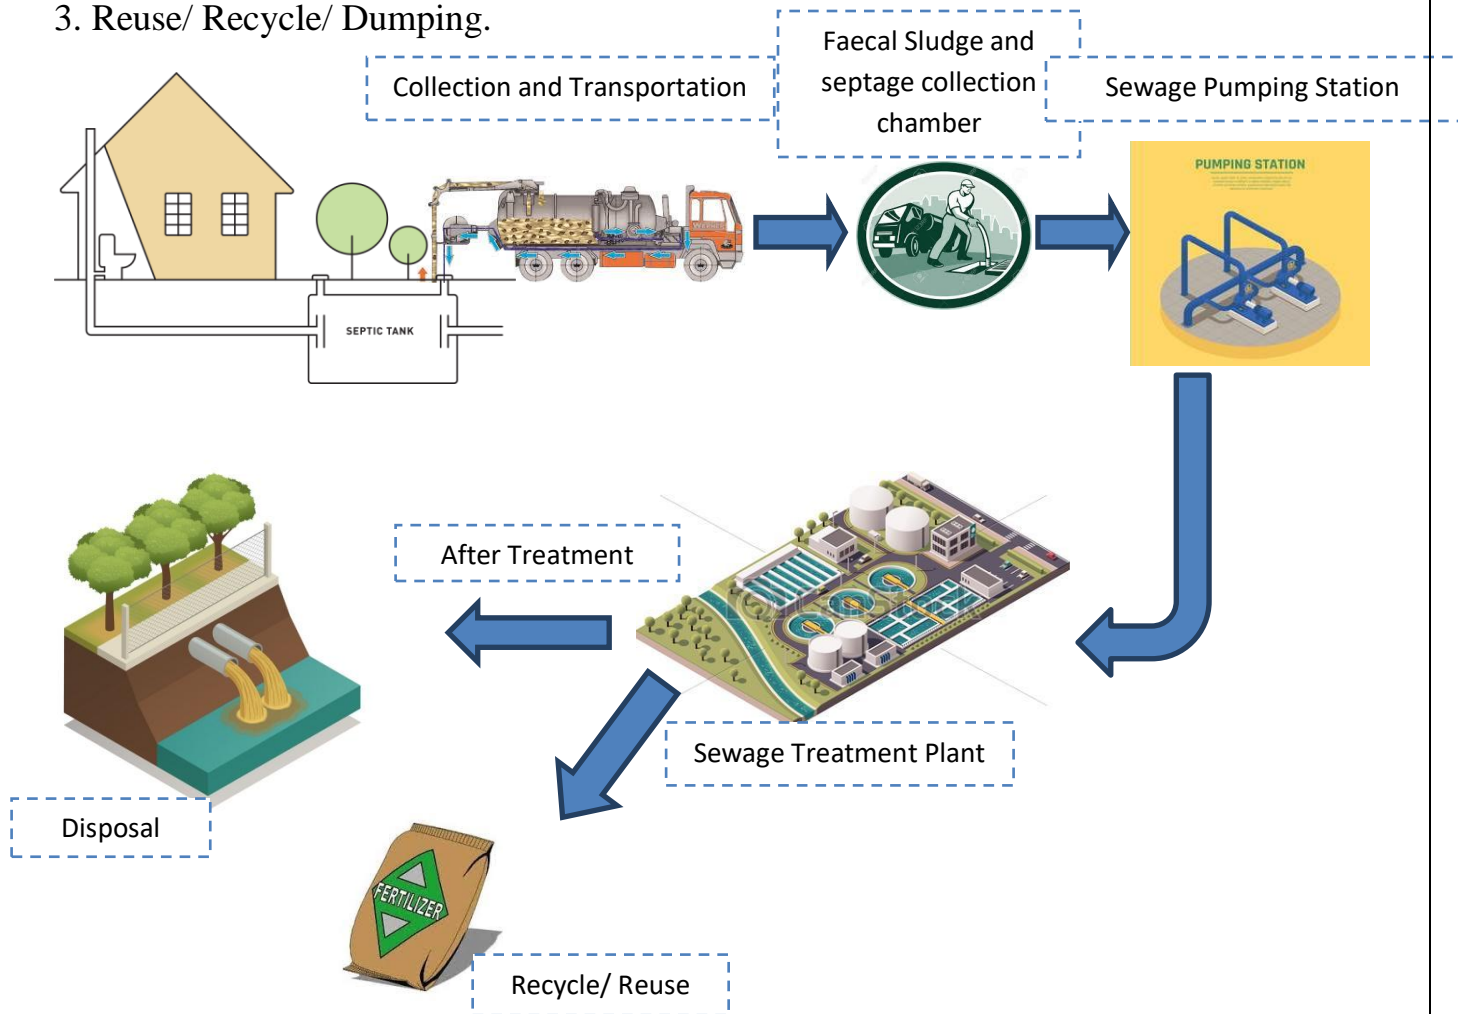 3. Reuse/ Recycle/ Dumping.
Collection and Transportation
Faecal Sludge and
septage collection
chamber
Sewage Pumping Station
PUMPING STATION
SEPTIC TANK
After Treatment
Sewage Treatment Plant
Disposal
FERTILIZER
Recycle/ Reuse